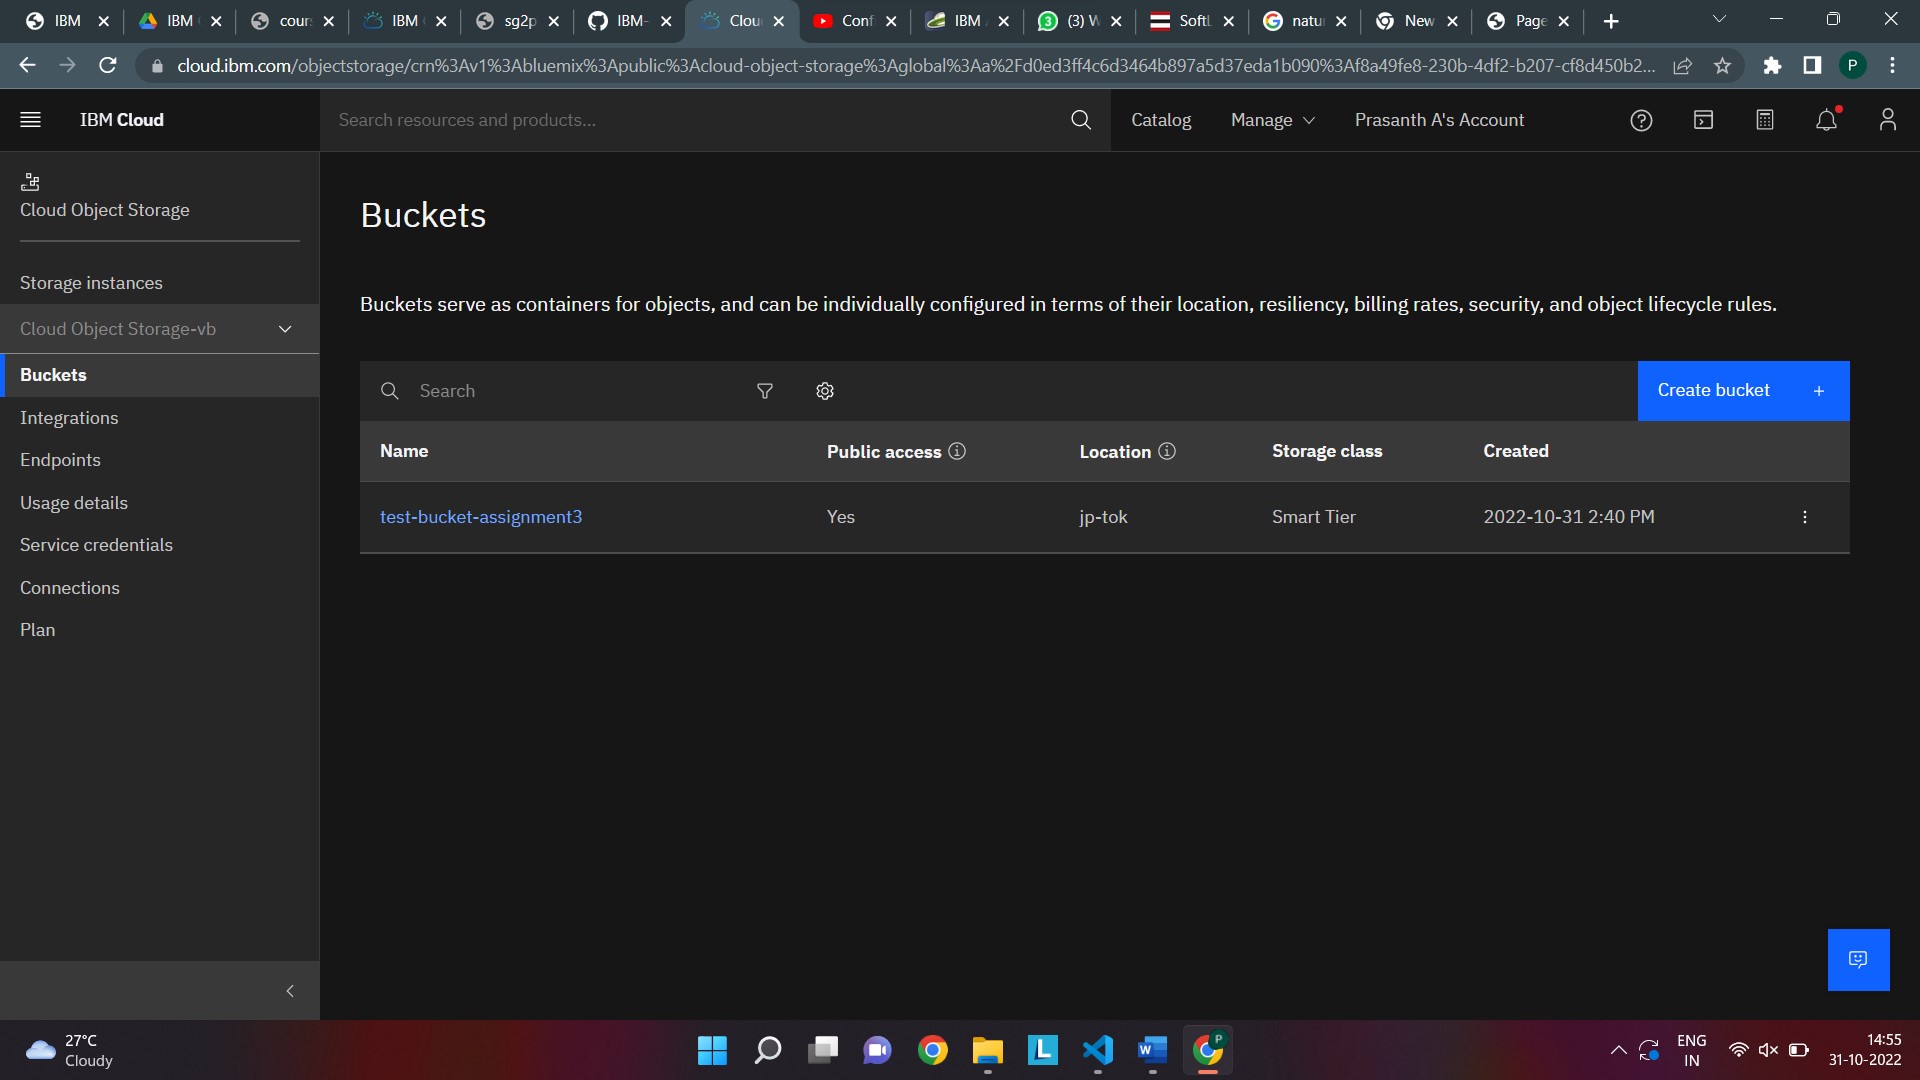 IBM
IBM
cour
IBM
sg2p
IBM-
Clou
Conf
IBM
(3) W
SoftL
natu
New
Page
cloud.ibm.com/objectstorage/crn%3Av1%3Abluemix%3Apublic%3Acloud-object-storage%3Aglobal%3Aa%2Fd0ed3ff4c6d3464b897a5d37eda1b090%3Af8a49fe8-230b-4df2-b207-cf8d450b2...
P
IBM Cloud
Search resources and products...
Catalog
Manage
Prasanth A's Account
Cloud Object Storage
Storage instances
Cloud Object Storage-vb
Buckets
Integrations
Endpoints
Usage details
Service credentials
Connections
Plan
Buckets
Buckets serve as containers for objects, and can be individually configured in terms of their location, resiliency, billing rates, security, and object lifecycle rules.
Search
Create bucket +
Name Public access Location Storage class Created
test-bucket-assignment3 Yes jp-tok Smart Tier 2022-10-31 2:40 PM
27°C
Cloudy
L
W
P
ENG
IN
14:55
31-10-2022